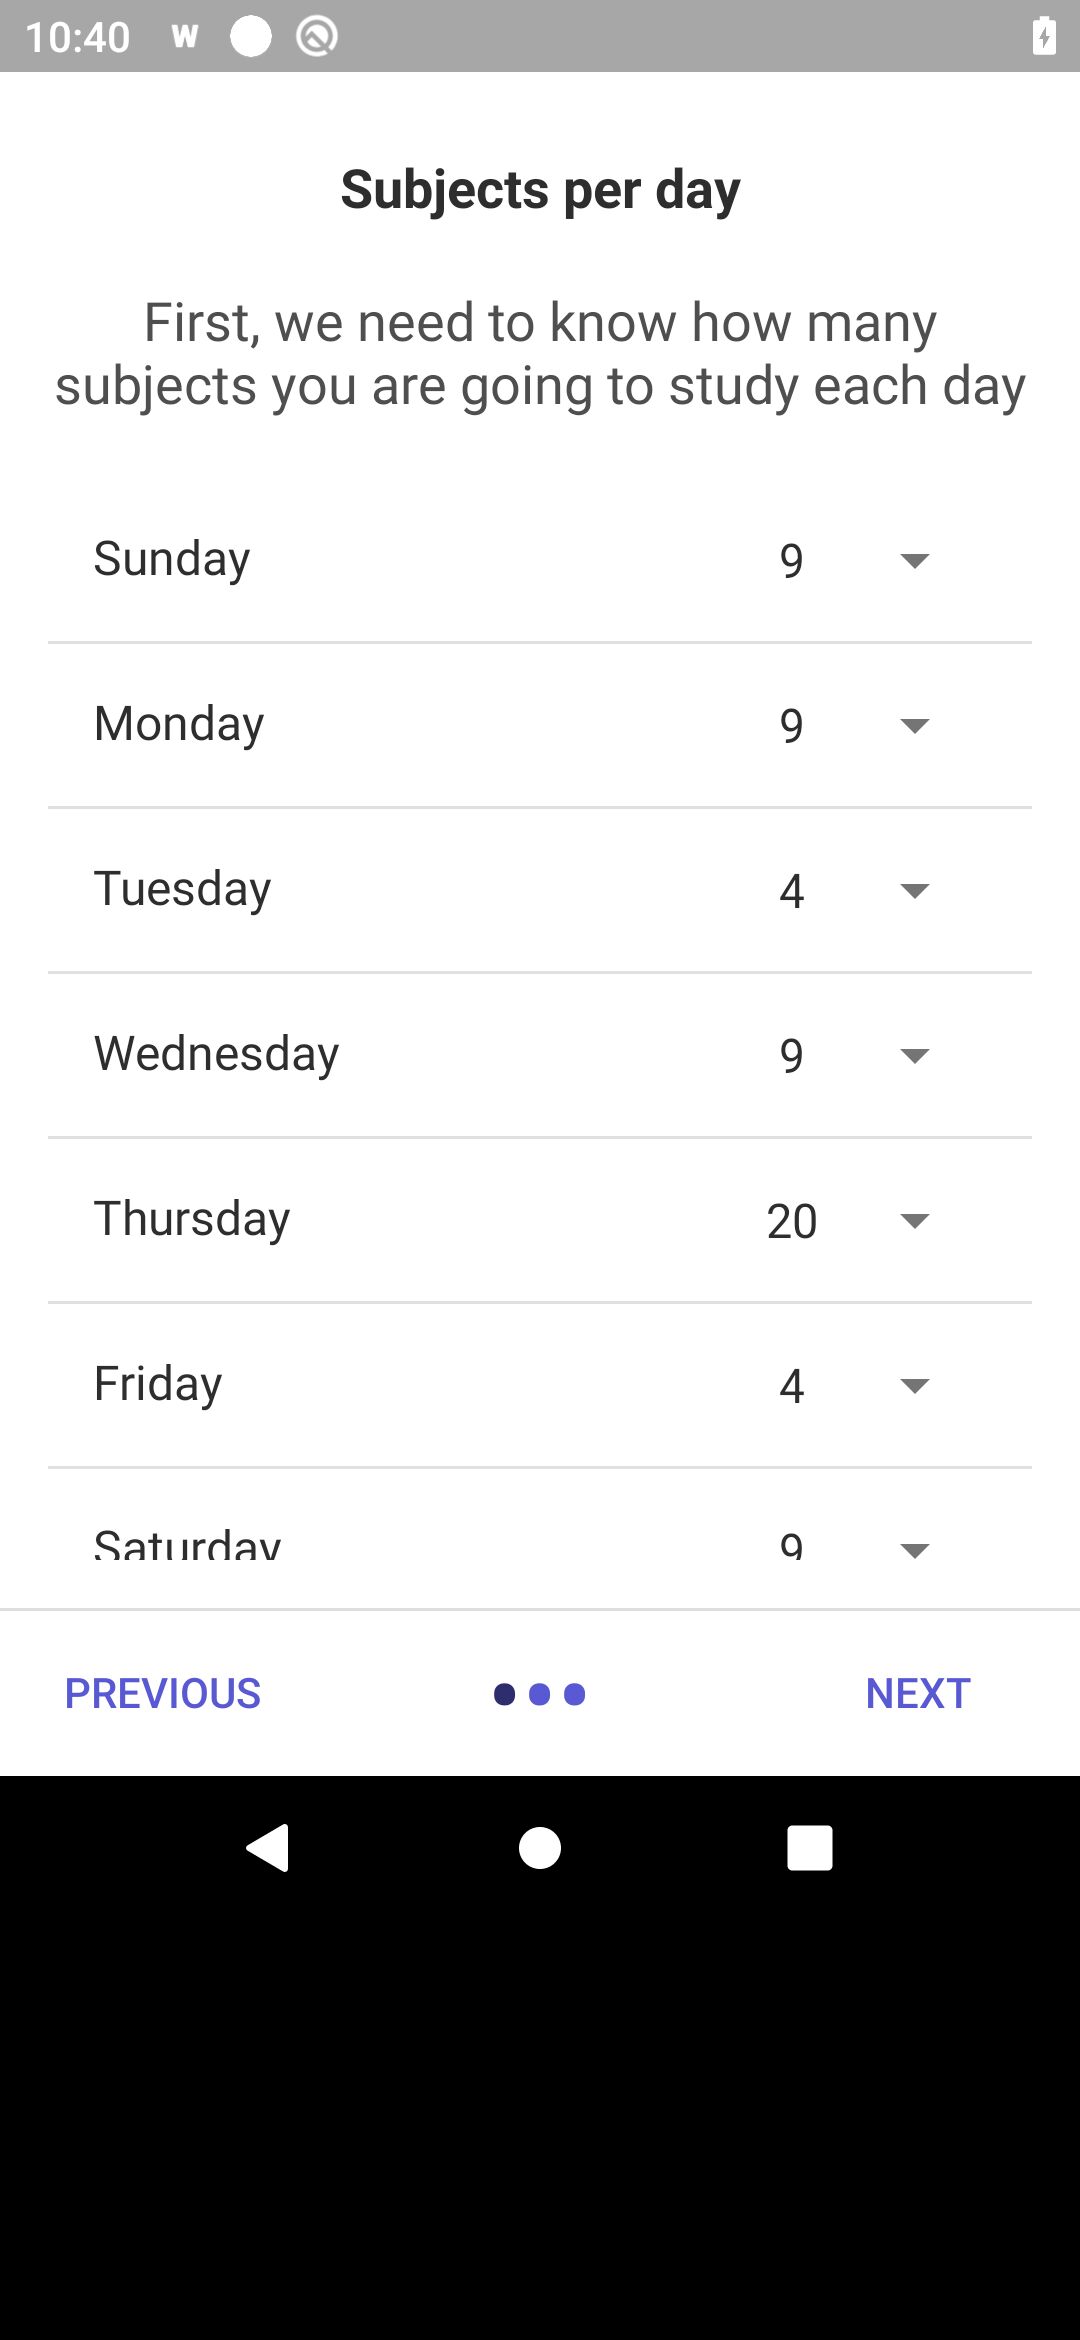 10:40 W
Subjects per day
First, we need to know how many
subjects you are going to study each day
Sunday 9
Monday 9
Tuesday 4
Wednesday 9
Thursday 20
Friday 4
Saturday 9
PREVIOUS NEXT